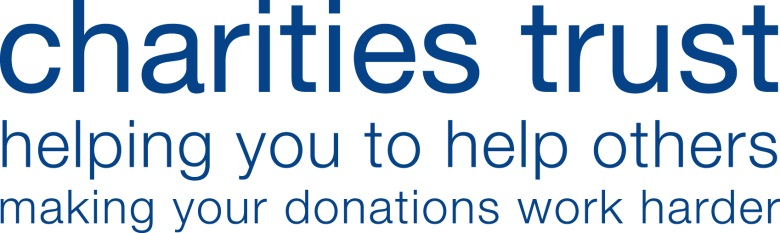 charities trust
helping you to help others
making your donations work harder